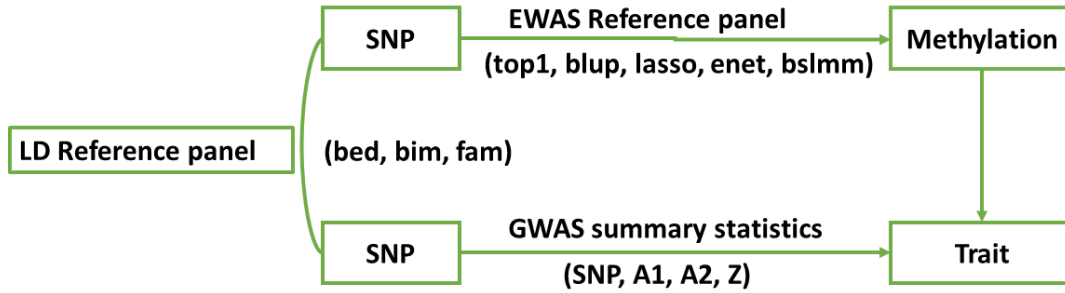 EWAS Reference panel
SNP
Methylation
(top1, blup, lasso, enet, bslmm)
LD Reference panel
(bed, bim, fam)
GWAS summary statistics
SNP
Trait
(SNP, A1, A2, Z)